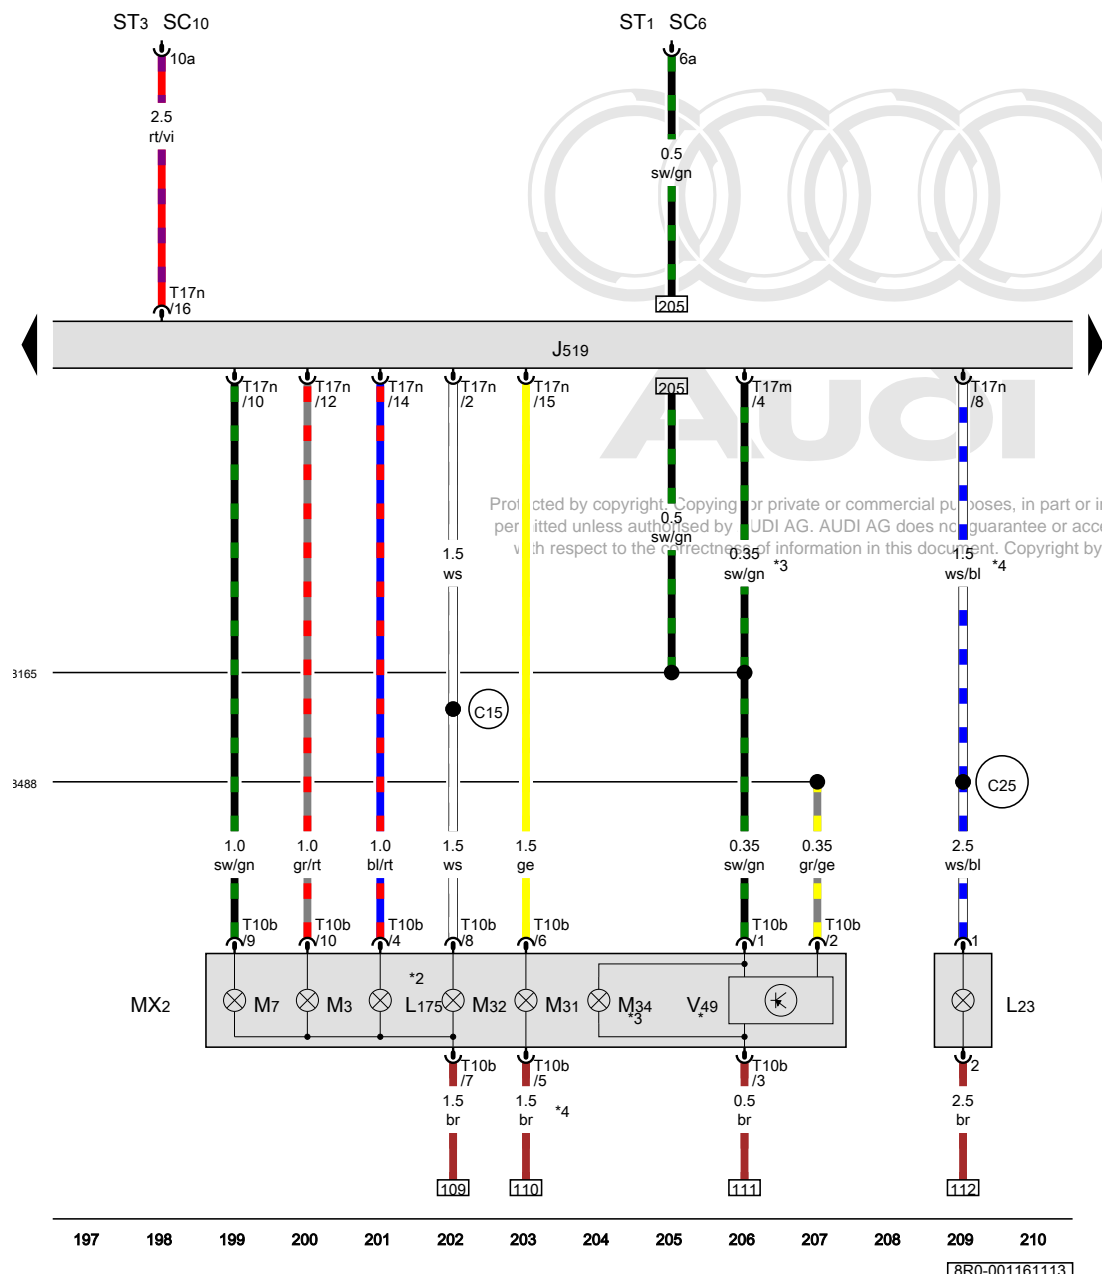 ST3 SC10
ST1 SC6
10a
6a
2.5
rt/vi
0.5
sw/gn
T17n
/16
205
J519
T17n
/10
T17n
/12
T17n
/14
T17n
/2
T17n
/15
205
T17m
/4
T17n
/8
Audi
Protected by copyright. Copying for private or commercial purposes, in part or i
permitted unless authorised by AUDI AG. AUDI AG does not guarantee or acce
with respect to the correctness of information in this document. Copyright by
0.5
sw/gn
1.5
ws
0.35
sw/gn
*3
1.5
ws/bl
*4
3165
C15
3488
C25
1.0
sw/gn
1.0
gr/rt
1.0
bl/rt
1.5
ws
1.5
ge
0.35
sw/gn
0.35
gr/ge
2.5
ws/bl
T10b
/9
T10b
/10
T10b
/4
T10b
/8
T10b
/6
T10b
/1
T10b
/2
1
*2
MX2
M7
M3
L175
M32
M31
M34
*3
V49
*
L23
T10b
/7
T10b
/5
T10b
/3
2
1.5
br
1.5
br
*4
0.5
br
2.5
br
109
110
111
112
197 198 199 200 201 202 203 204 205 206 207 208 209 210
8R0-001161113